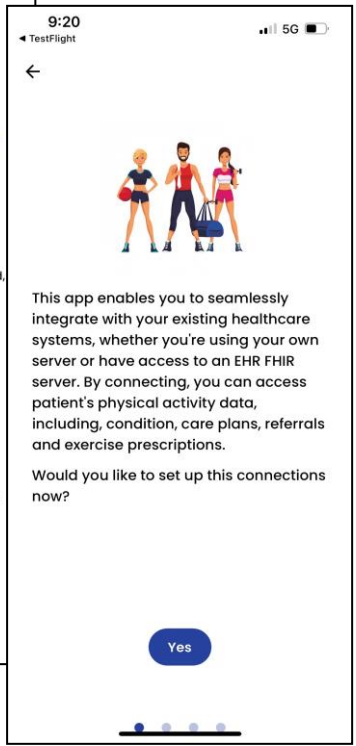 9:20
5G
◀ TestFlight
This app enables you to seamlessly
integrate with your existing healthcare
systems, whether you're using your own
server or have access to an EHR FHIR
server. By connecting, you can access
patient's physical activity data,
including, condition, care plans, referrals
and exercise prescriptions.
Would you like to set up this connections
now?
Yes